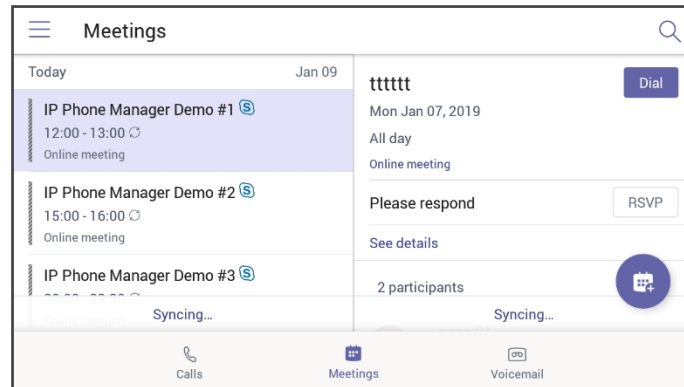 Meetings
Today Jan 09
IP Phone Manager Demo #1
12:00 - 13:00
Online meeting
IP Phone Manager Demo #2
15:00 - 16:00
Online meeting
IP Phone Manager Demo #3
Online meeting
Syncing...
tttttt
Dial
Mon Jan 07, 2019
All day
Online meeting
Please respond
RSVP
See details
2 participants
Syncing...
Calls
Meetings
Voicemail